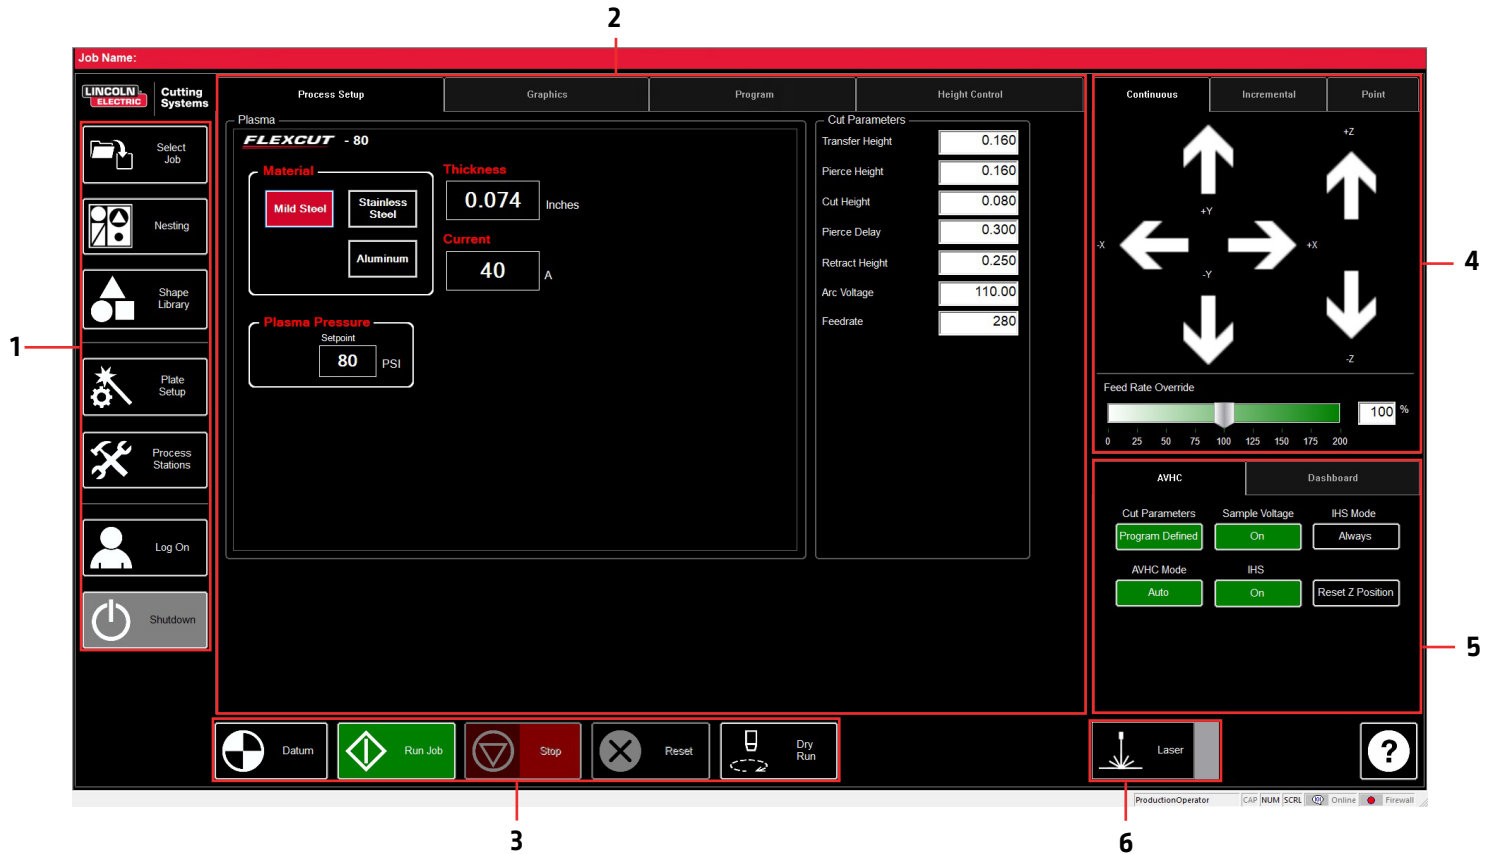 2
Job Name:
LINCOLN ELECTRIC
Cutting Systems
Process Setup
Graphics
Program
Height Control
Continuous
Incremental
Point
Select Job
Nesting
Shape Library
Plate Setup
Process Stations
Log On
Shutdown
1
Plasma
FLEXCUT - 80
Material
Mild Steel
Stainless Steel
Aluminum
Thickness
0.074 Inches
Current
40 A
Plasma Pressure
Setpoint
80 PSI
Cut Parameters
Transfer Height 0.160
Pierce Height 0.160
Cut Height 0.080
Pierce Delay 0.300
Retract Height 0.250
Arc Voltage 110.00
Feedrate 280
+Z
+Y
-X
+X
-Y
-Z
4
Feed Rate Override
100 %
0 25 50 75 100 125 150 175 200
AVHC
Dashboard
Cut Parameters
Sample Voltage
IHS Mode
Program Defined
On
Always
AVHC Mode
IHS
Auto
On
Reset Z Position
5
Datum
Run Job
Stop
Reset
Dry Run
Laser
?
ProductionOperator
CAP NUM SCRL
Online
Firewall
3
6